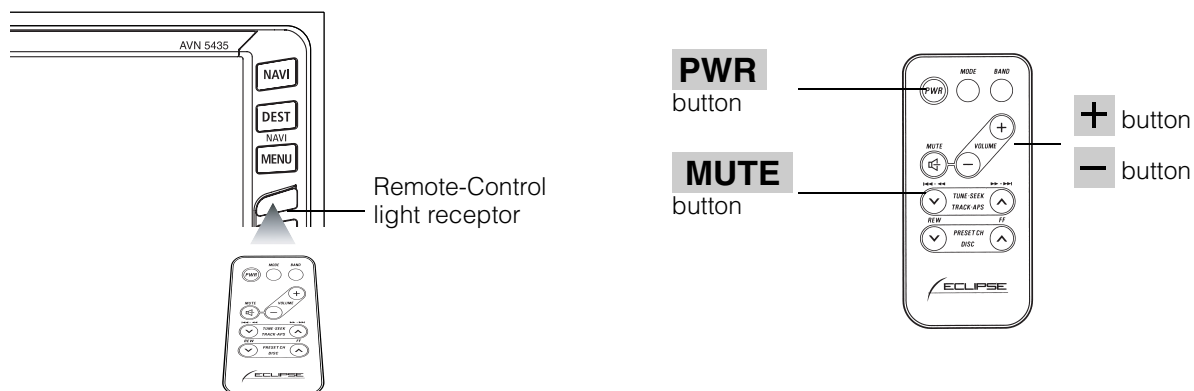 AVN 5435
NAVI
DEST
NAVI
MENU
Remote-Control
light receptor
MODE BAND
PWR
MUTE VOLUME
TUNE·SEEK
TRACK·APS
REW FF
PRESET CH
DISC
ECLIPSE
PWR
button
MUTE
button
MODE BAND
PWR
+
MUTE VOLUME
−
TUNE·SEEK
TRACK·APS
REW FF
PRESET CH
DISC
ECLIPSE
+ button
− button